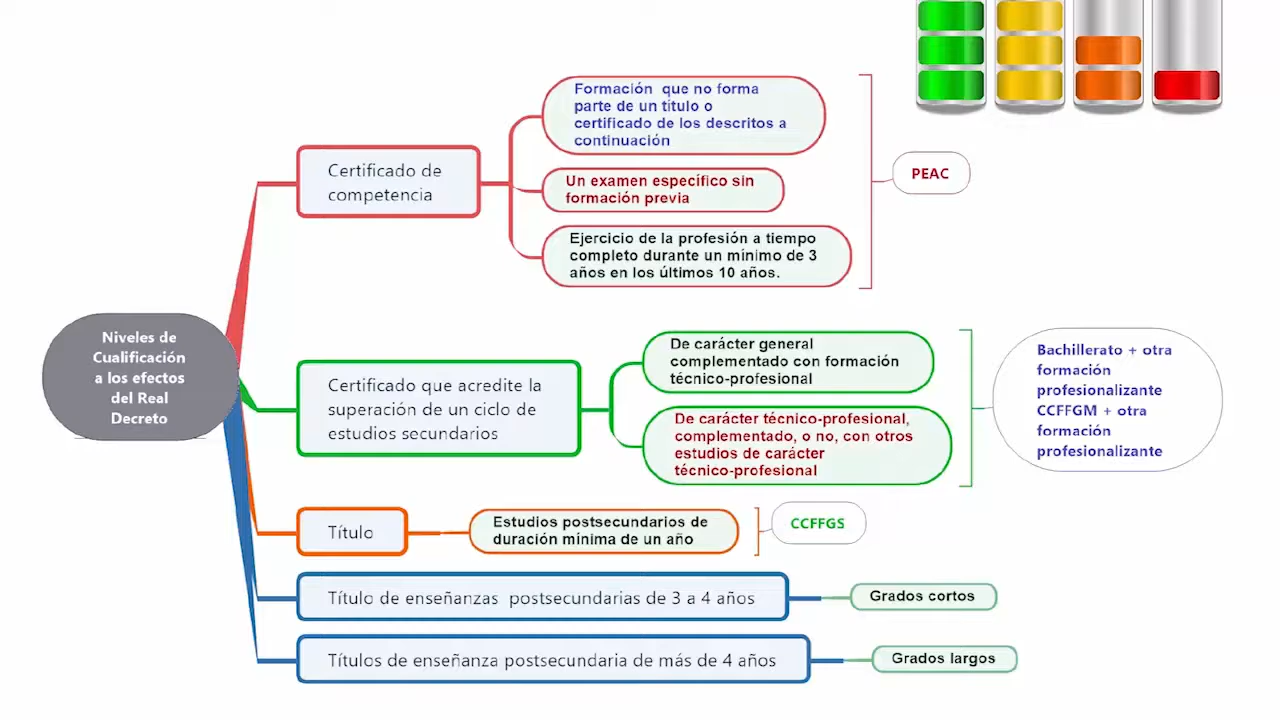 Niveles de
Cualificación
a los efectos
del Real
Decreto
Certificado de
competencia
Formación que no forma
parte de un título o
certificado de los descritos a
continuación
Un examen específico sin
formación previa
Ejercicio de la profesión a tiempo
completo durante un mínimo de 3
años en los últimos 10 años.
PEAC
Certificado que acredite la
superación de un ciclo de
estudios secundarios
De carácter general
complementado con formación
técnico-profesional
De carácter técnico-profesional,
complementado, o no, con otros
estudios de carácter
técnico-profesional
Bachillerato + otra
formación
profesionalizante
CCFFGM + otra
formación
profesionalizante
Título
Estudios postsecundarios de
duración mínima de un año
CCFFGS
Título de enseñanzas postsecundarias de 3 a 4 años
Grados cortos
Títulos de enseñanza postsecundaria de más de 4 años
Grados largos